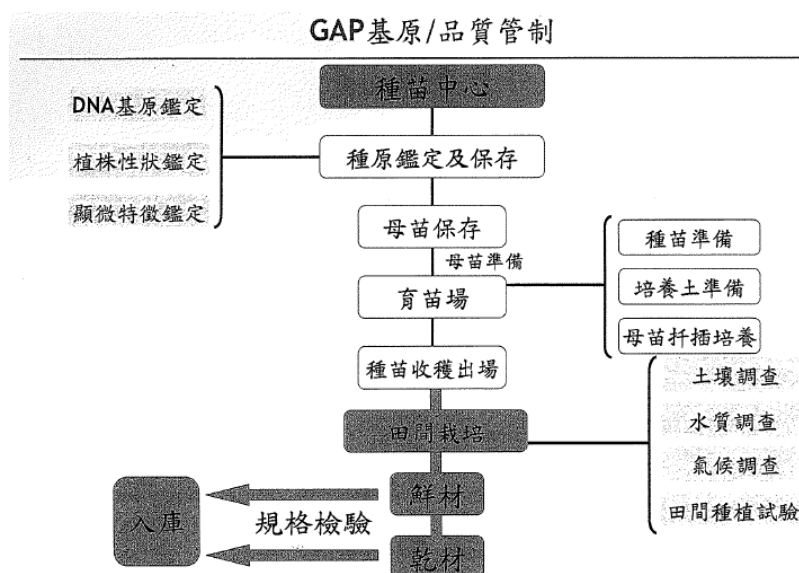 GAP基原/品質管制
種苗中心
DNA基原鑑定
植株性狀鑑定
顯微特徵鑑定
種原鑑定及保存
母苗保存
母苗準備
育苗場
種苗準備
培養土準備
母苗扦插培養
種苗收穫出場
田間栽培
土壤調查
水質調查
氣候調查
田間種植試驗
鮮材
乾材
規格檢驗
入庫